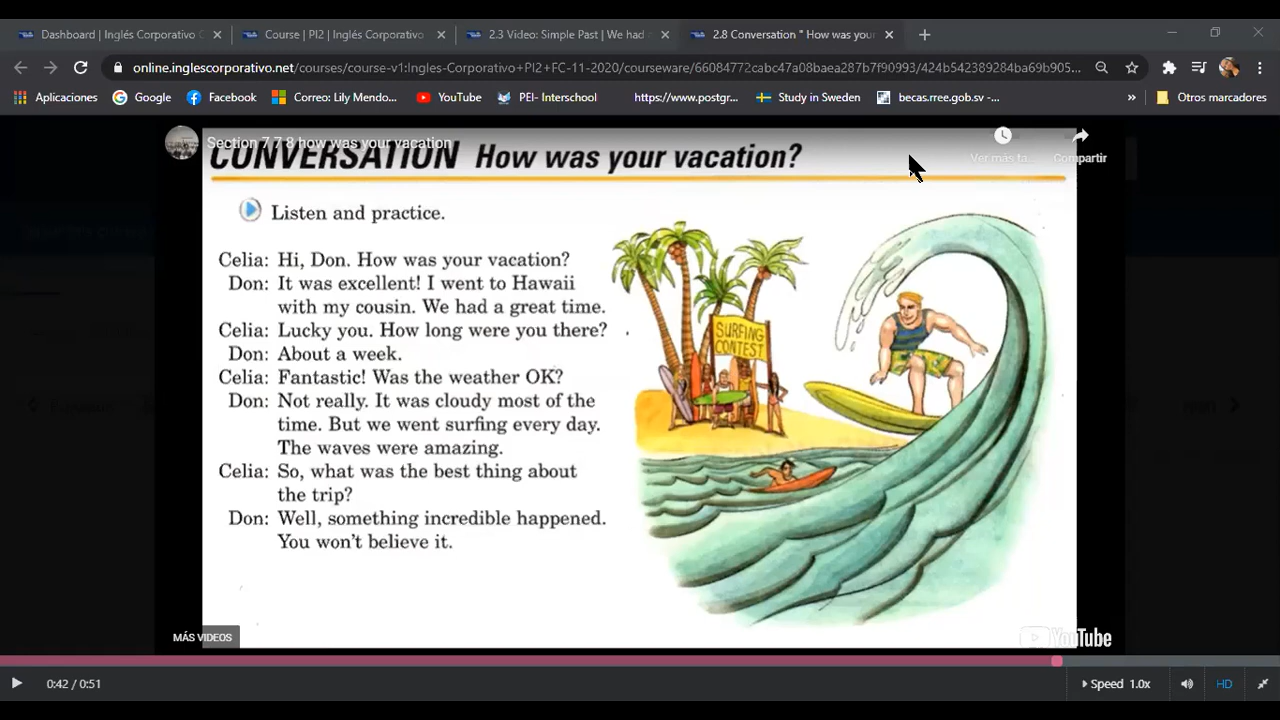 Dashboard | Inglés Corporativo
Course | PI2 | Inglés Corporativo
2.3 Video: Simple Past | We had
2.8 Conversation " How was your
online.inglescorporativo.net/courses/course-v1:Ingles-Corporativo+PI2+FC-11-2020/courseware/66084772cabc47a08baea287b7f90993/424b542389284ba69b905...
Aplicaciones
Google
Facebook
Correo: Lily Mendo...
YouTube
PEI- Interschool
https://www.postgr...
Study in Sweden
becas.rree.gob.sv -...
»
Otros marcadores
Section 7 7 8 how was your vacation
Ver más ta...
Compartir
CONVERSATION How was your vacation?
Listen and practice.
Celia: Hi, Don. How was your vacation?
Don: It was excellent! I went to Hawaii
with my cousin. We had a great time.
Celia: Lucky you. How long were you there?
Don: About a week.
Celia: Fantastic! Was the weather OK?
Don: Not really. It was cloudy most of the
time. But we went surfing every day.
The waves were amazing.
Celia: So, what was the best thing about
the trip?
Don: Well, something incredible happened.
You won't believe it.
SURFING
CONTEST
MÁS VIDEOS
YouTube
0:42 / 0:51
Speed 1.0x
HD